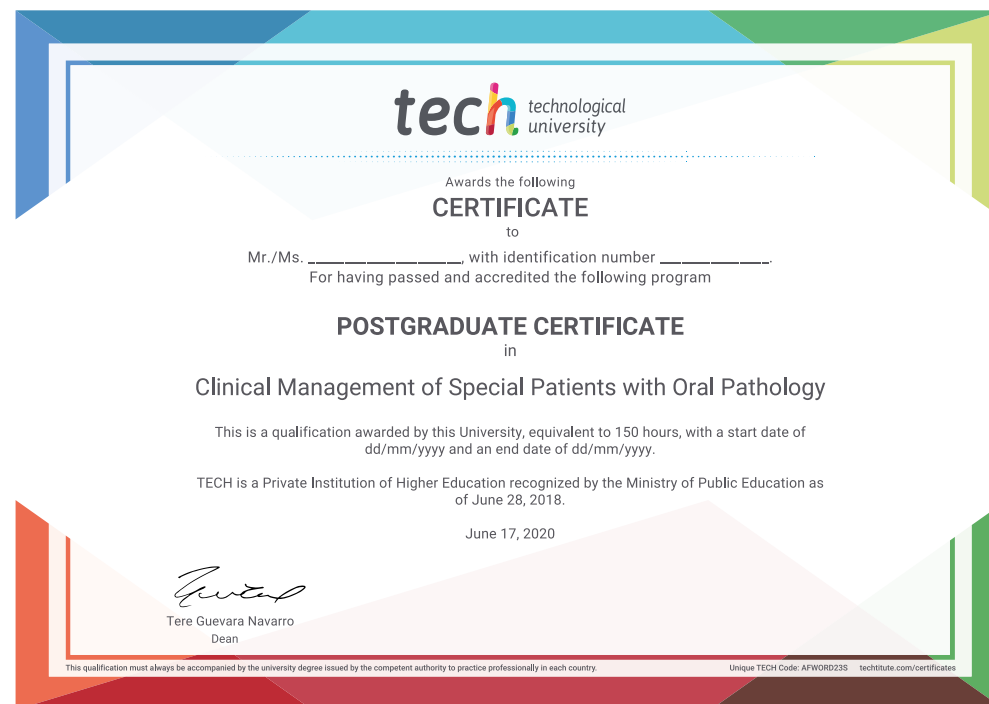 tech technological
university
Awards the following
CERTIFICATE
to
Mr./Ms. ____________________, with identification number ______________.
For having passed and accredited the following program
POSTGRADUATE CERTIFICATE
in
Clinical Management of Special Patients with Oral Pathology
This is a qualification awarded by this University, equivalent to 150 hours, with a start date of
dd/mm/yyyy and an end date of dd/mm/yyyy.
TECH is a Private Institution of Higher Education recognized by the Ministry of Public Education as
of June 28, 2018.
June 17, 2020
Tere Guevara Navarro
Dean
This qualification must always be accompanied by the university degree issued by the competent authority to practice professionally in each country. Unique TECH Code: AFWORD23S techtitute.com/certificates